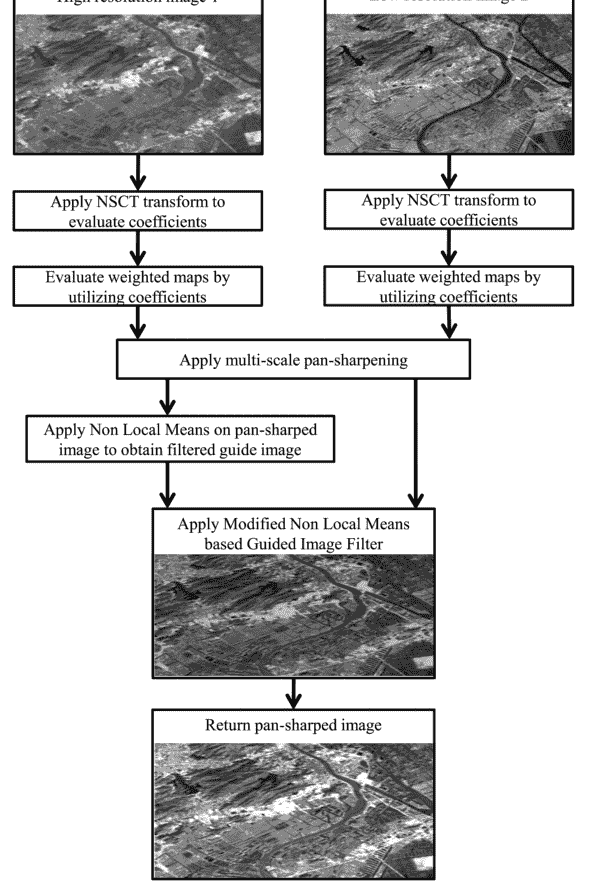 High resolution image
Low resolution image
Apply NSCT transform to
evaluate coefficients
Apply NSCT transform to
evaluate coefficients
Evaluate weighted maps by
utilizing coefficients
Evaluate weighted maps by
utilizing coefficients
Apply multi-scale pan-sharpening
Apply Non Local Means on pan-sharped
image to obtain filtered guide image
Apply Modified Non Local Means
based Guided Image Filter
Return pan-sharped image